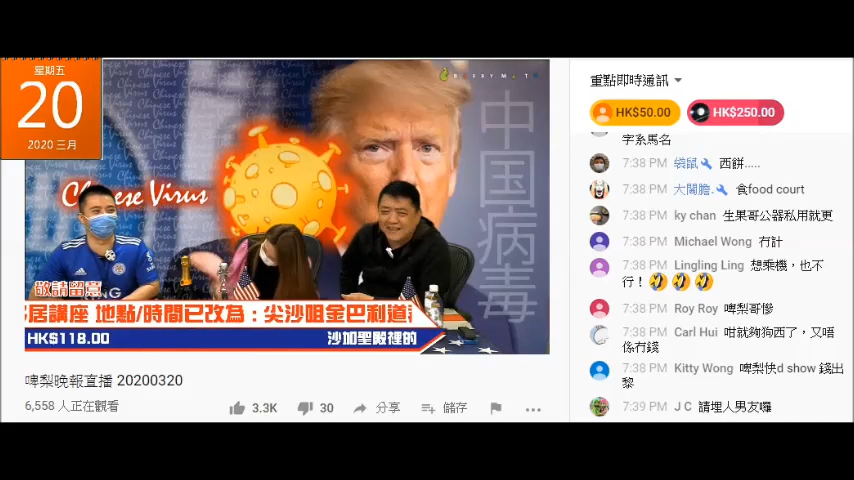 星期五
20
2020 三月
BEERYMATE
Chinese Virus
中国病毒
敬請留意
居講座 地點/時間已改為：尖沙咀金巴利道
HK$118.00
沙加聖殿裡的
啤梨晚報直播 20200320
6,558 人正在觀看
3.3K
30
分享
儲存
重點即時通訊
HK$50.00
HK$250.00
字系馬名
7:38 PM 袋鼠 西餅.....
7:38 PM 大鬧膽. 食food court
7:38 PM ky chan 生果哥公器私用就更
7:38 PM Michael Wong 冇計
7:38 PM Lingling Ling 想乘機，也不
行！🤣🤣🤣
7:38 PM Roy Roy 啤梨哥慘
7:38 PM Carl Hui 咁就夠狗西了，又唔
係冇錢
7:38 PM Kitty Wong 啤梨快d show 錢出
黎
7:39 PM J C 請埋人男友囉